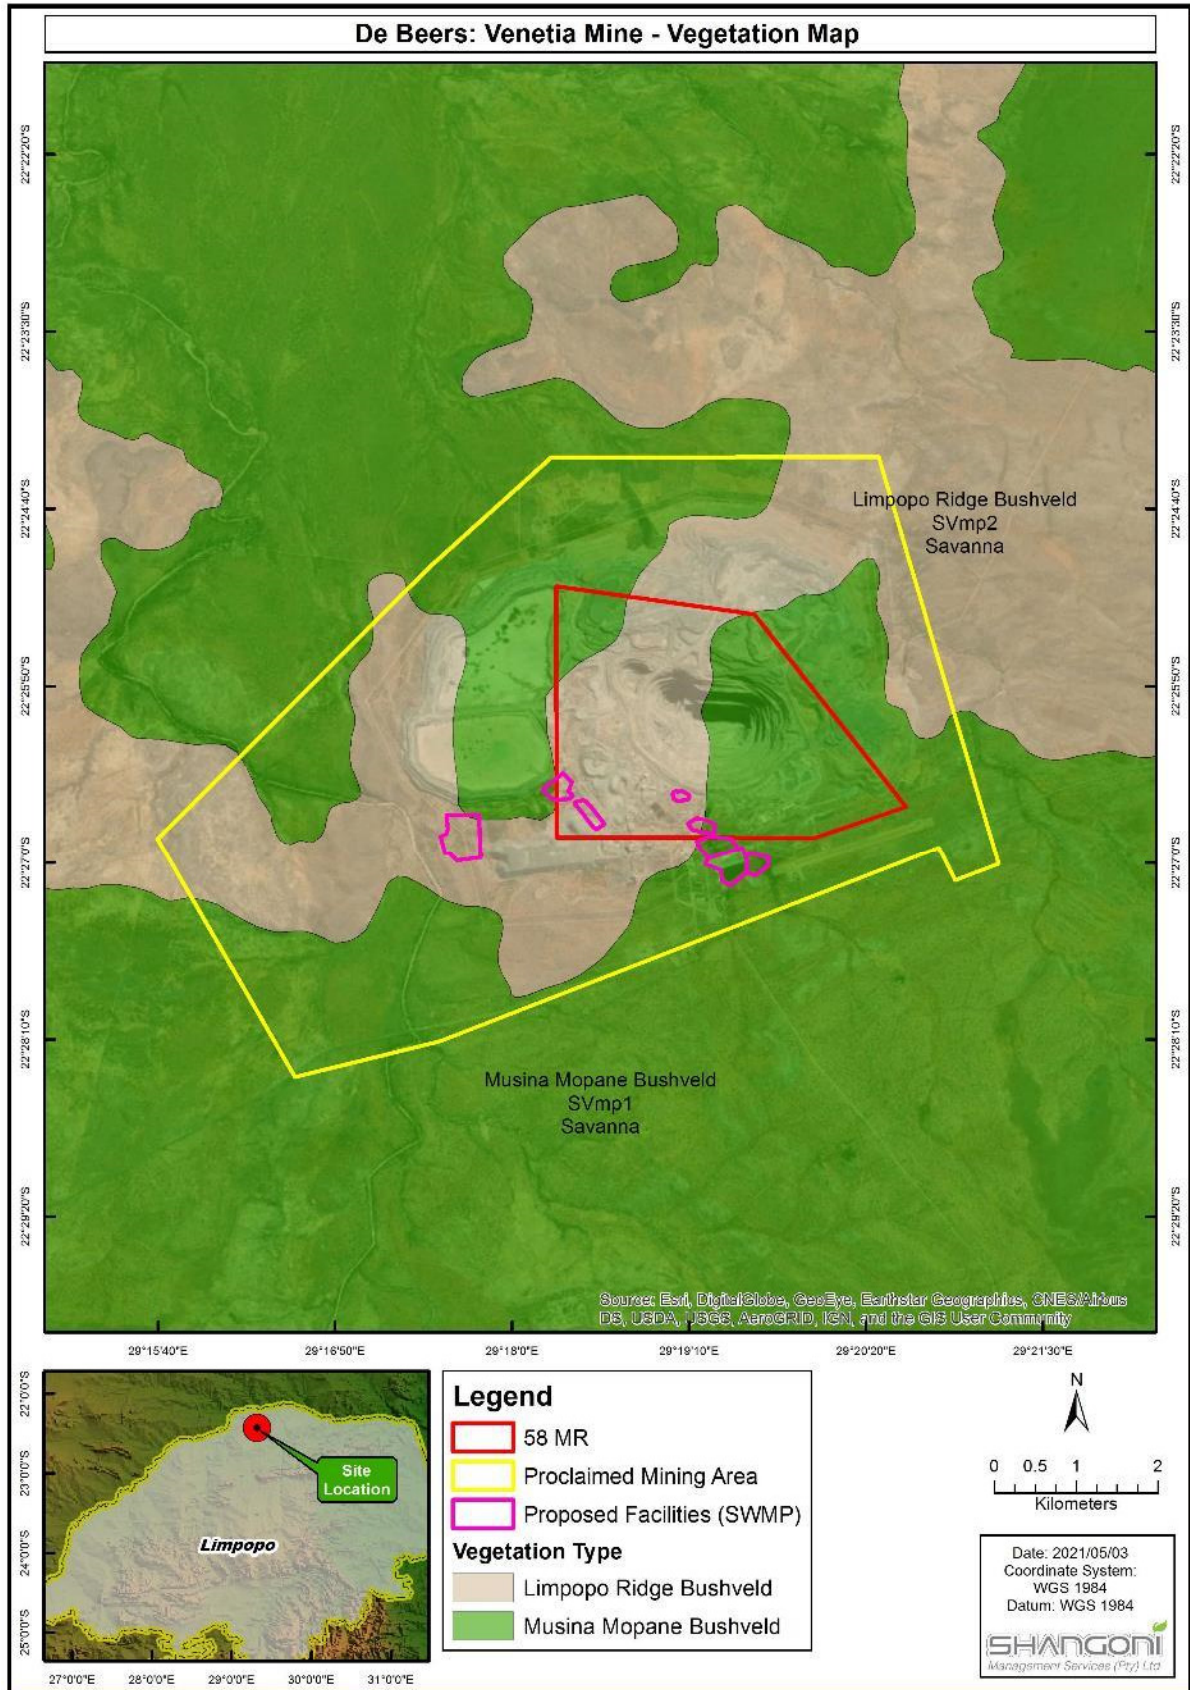 De Beers: Venetia Mine - Vegetation Map
22°22'20"S
22°22'20"S
22°23'30"S
22°23'30"S
22°24'40"S
22°24'40"S
Limpopo Ridge Bushveld
SVmp2
Savanna
22°25'50"S
22°25'50"S
22°27'0"S
22°27'0"S
22°28'10"S
22°28'10"S
Musina Mopane Bushveld
SVmp1
Savanna
22°29'20"S
22°29'20"S
Source: Esri, DigitalGlobe, GeoEye, Earthstar Geographics, CNES/Airbus
DS, USDA, USGS, AeroGRID, IGN, and the GIS User Community
29°15'40"E
29°16'50"E
29°18'0"E
29°19'10"E
29°20'20"E
29°21'30"E
22°0'0"S
23°0'0"S
24°0'0"S
25°0'0"S
Site
Location
Limpopo
27°0'0"E
28°0'0"E
29°0'0"E
30°0'0"E
31°0'0"E
Legend
58 MR
Proclaimed Mining Area
Proposed Facilities (SWMP)
Vegetation Type
Limpopo Ridge Bushveld
Musina Mopane Bushveld
N
0 0.5 1 2
Kilometers
Date: 2021/05/03
Coordinate System:
WGS 1984
Datum: WGS 1984
SHANGONI
Management Services (Pty) Ltd